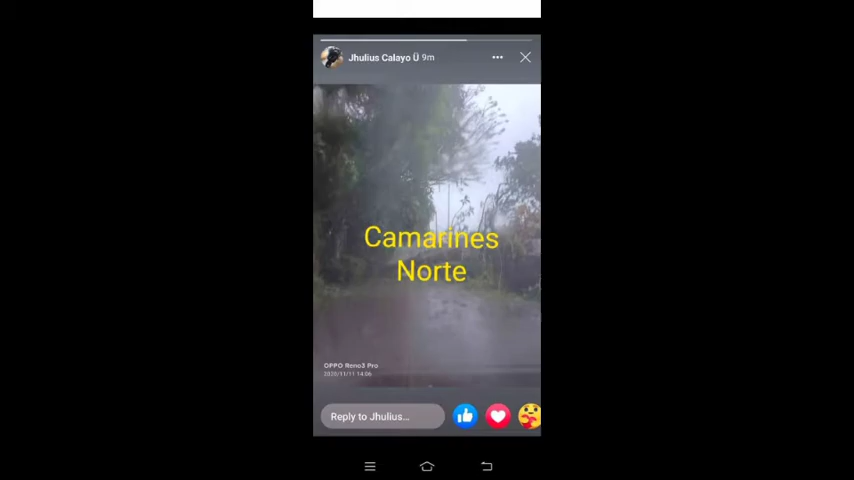 Jhulius Calayo Ü 9m
Camarines
Norte
OPPO Reno3 Pro
2020/11/11 14:06
Reply to Jhulius...